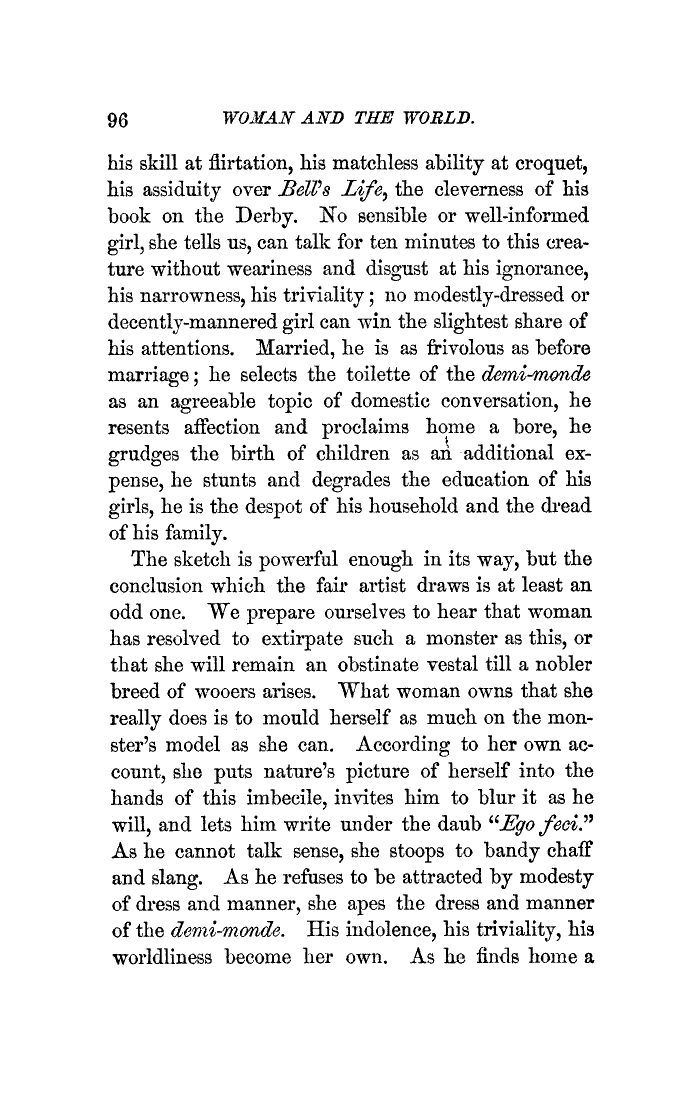 96 WOMAN AND THE WORLD.
his skill at flirtation, his matchless ability at croquet,
his assiduity over Bell's Life, the cleverness of his
book on the Derby. No sensible or well-informed
girl, she tells us, can talk for ten minutes to this crea-
ture without weariness and disgust at his ignorance,
his narrowness, his triviality; no modestly-dressed or
decently-mannered girl can win the slightest share of
his attentions. Married, he is as frivolous as before
marriage; he selects the toilette of the demi-monde
as an agreeable topic of domestic conversation, he
resents affection and proclaims home a bore, he
grudges the birth of children as an additional ex-
pense, he stunts and degrades the education of his
girls, he is the despot of his household and the dread
of his family.
The sketch is powerful enough in its way, but the
conclusion which the fair artist draws is at least an
odd one. We prepare ourselves to hear that woman
has resolved to extirpate such a monster as this, or
that she will remain an obstinate vestal till a nobler
breed of wooers arises. What woman owns that she
really does is to mould herself as much on the mon-
ster's model as she can. According to her own ac-
count, she puts nature's picture of herself into the
hands of this imbecile, invites him to blur it as he
will, and lets him write under the daub "Ego feci."
As he cannot talk sense, she stoops to bandy chaff
and slang. As he refuses to be attracted by modesty
of dress and manner, she apes the dress and manner
of the demi-monde. His indolence, his triviality, his
worldliness become her own. As he finds home a